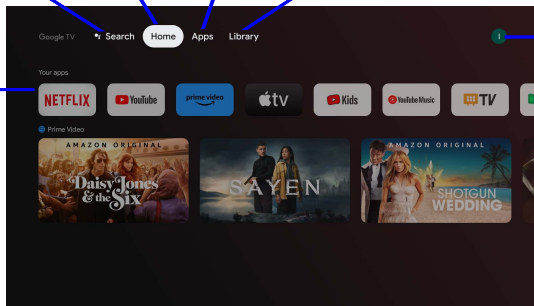 Google TV Search Home Apps Library I
Your apps
NETFLIX YouTube prime video tv Kids YouTube Music TV
Prime Video
AMAZON ORIGINAL AMAZON ORIGINAL
Daisy Jones & the Six
SAYEN
SHOTGUN WEDDING